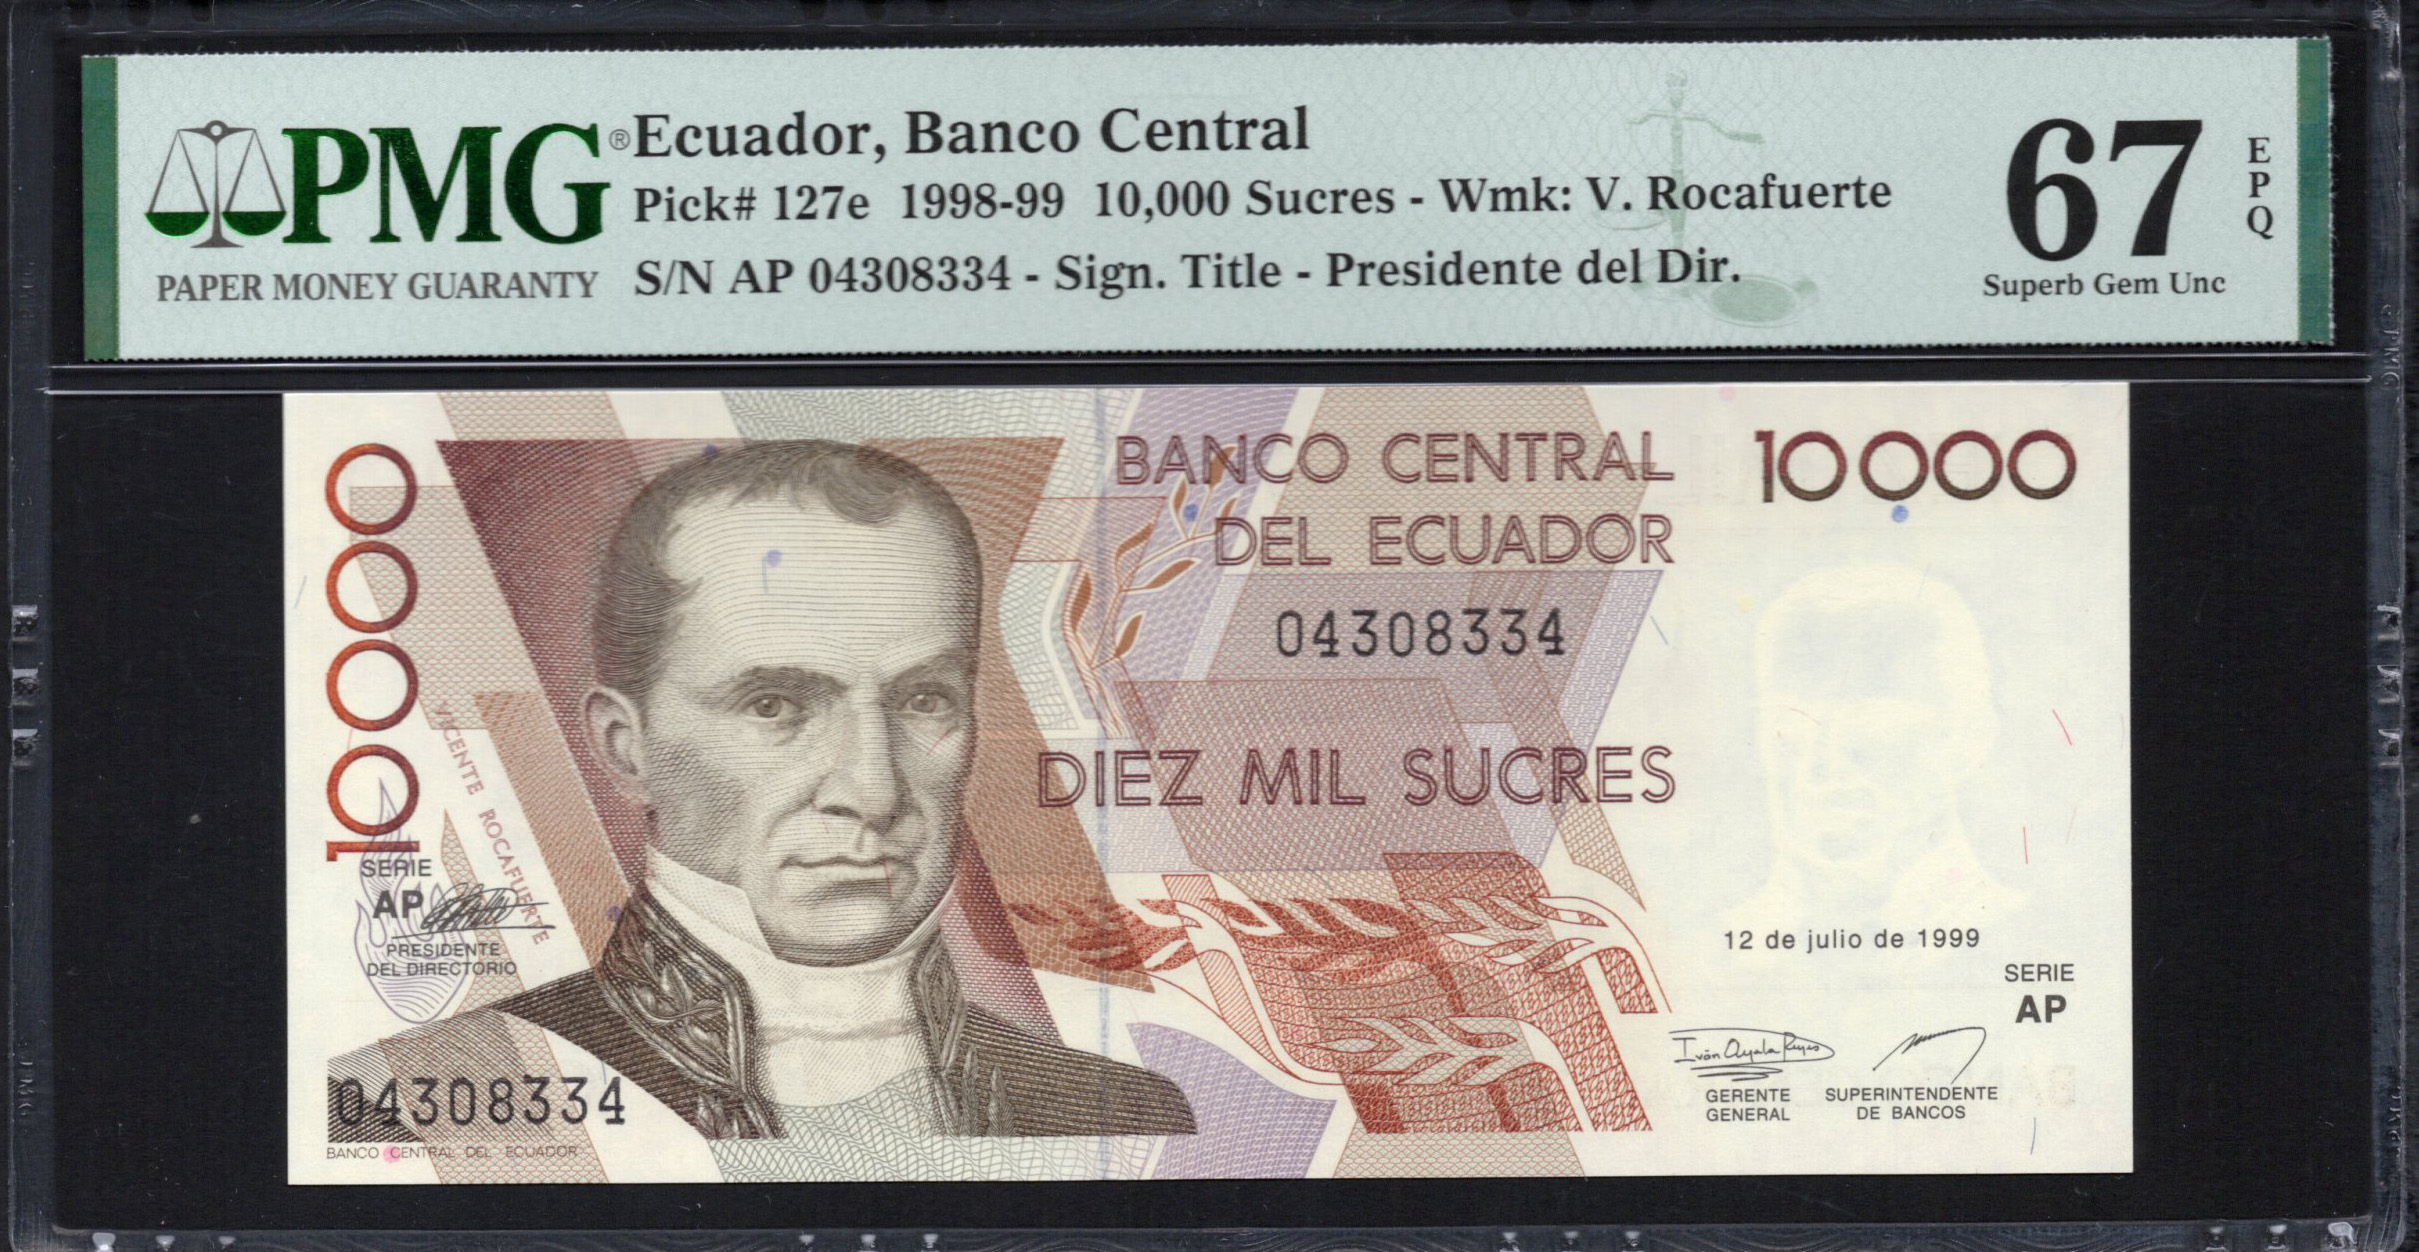 PMG®
PAPER MONEY GUARANTY
Ecuador, Banco Central
Pick# 127e 1998-99 10,000 Sucres - Wmk: V. Rocafuerte
S/N AP 04308334 - Sign. Title - Presidente del Dir.
67
EPQ
Superb Gem Unc
BANCO CENTRAL
DEL ECUADOR
10000
10000
04308334
DIEZ MIL SUCRES
VICENTE ROCAFUERTE
SERIE
AP
PRESIDENTE
DEL DIRECTORIO
12 de julio de 1999
SERIE
AP
Iván Ayala Reyes
GERENTE
GENERAL
SUPERINTENDENTE
DE BANCOS
04308334
BANCO CENTRAL DEL ECUADOR